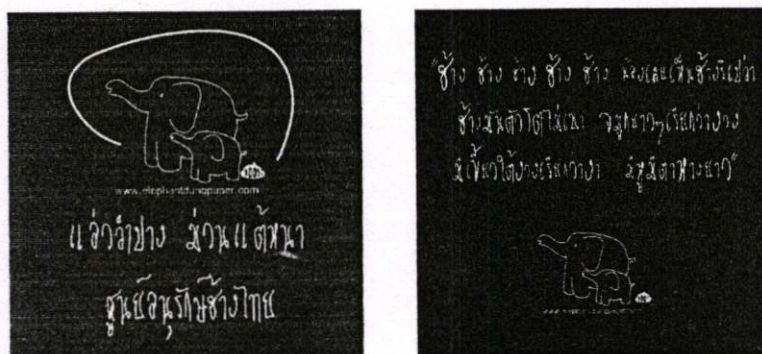 www.elephantdungpaper.com
แอ่วลำปาง ม่วนแต้หนา
ศูนย์อนุรักษ์ช้างไทย
"ช้าง ช้าง ช้าง ช้าง ช้าง น้องเคยเห็นช้างรึเปล่า
ช้างมันตัวโตไม่เบา จมูกยาวๆเรียกว่างวง
มีเขี้ยวใต้งวงเรียกว่างา มีหูมีตาหางยาว"